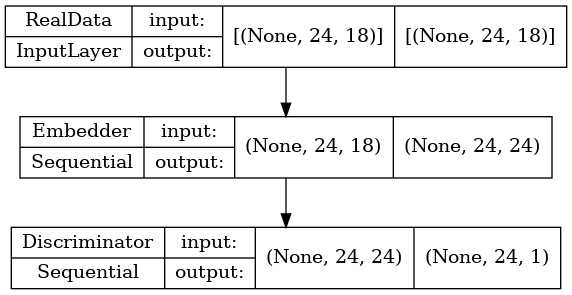 RealData input: [(None, 24, 18)] [(None, 24, 18)]
InputLayer output:
Embedder input: (None, 24, 18) (None, 24, 24)
Sequential output:
Discriminator input: (None, 24, 24) (None, 24, 1)
Sequential output: